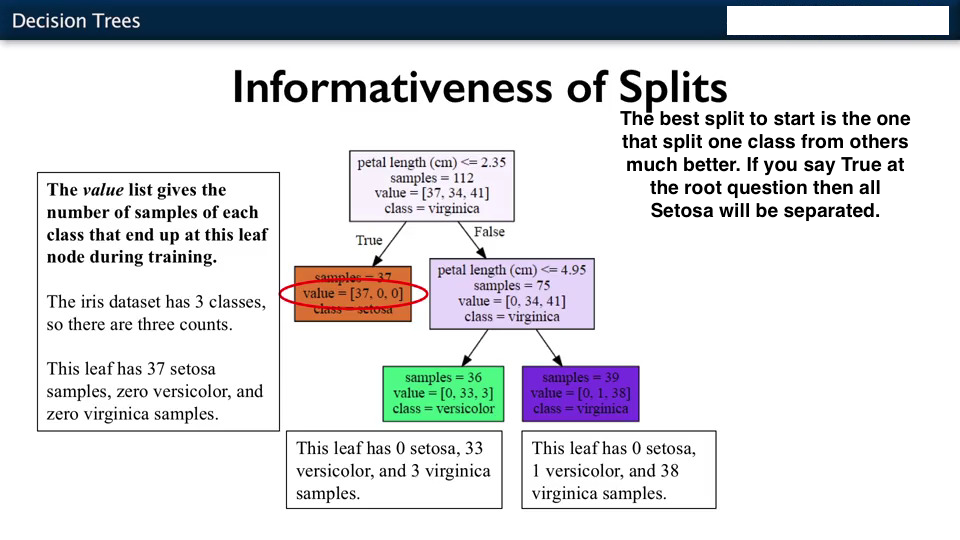 Decision Trees
Informativeness of Splits
The best split to start is the one
that split one class from others
much better. If you say True at
the root question then all
Setosa will be separated.
The value list gives the
number of samples of each
class that end up at this leaf
node during training.
The iris dataset has 3 classes,
so there are three counts.
This leaf has 37 setosa
samples, zero versicolor, and
zero virginica samples.
petal length (cm) <= 2.35
samples = 112
value = [37, 34, 41]
class = virginica
True
False
samples = 37
value = [37, 0, 0]
class = setosa
petal length (cm) <= 4.95
samples = 75
value = [0, 34, 41]
class = virginica
samples = 36
value = [0, 33, 3]
class = versicolor
samples = 39
value = [0, 1, 38]
class = virginica
This leaf has 0 setosa, 33
versicolor, and 3 virginica
samples.
This leaf has 0 setosa,
1 versicolor, and 38
virginica samples.